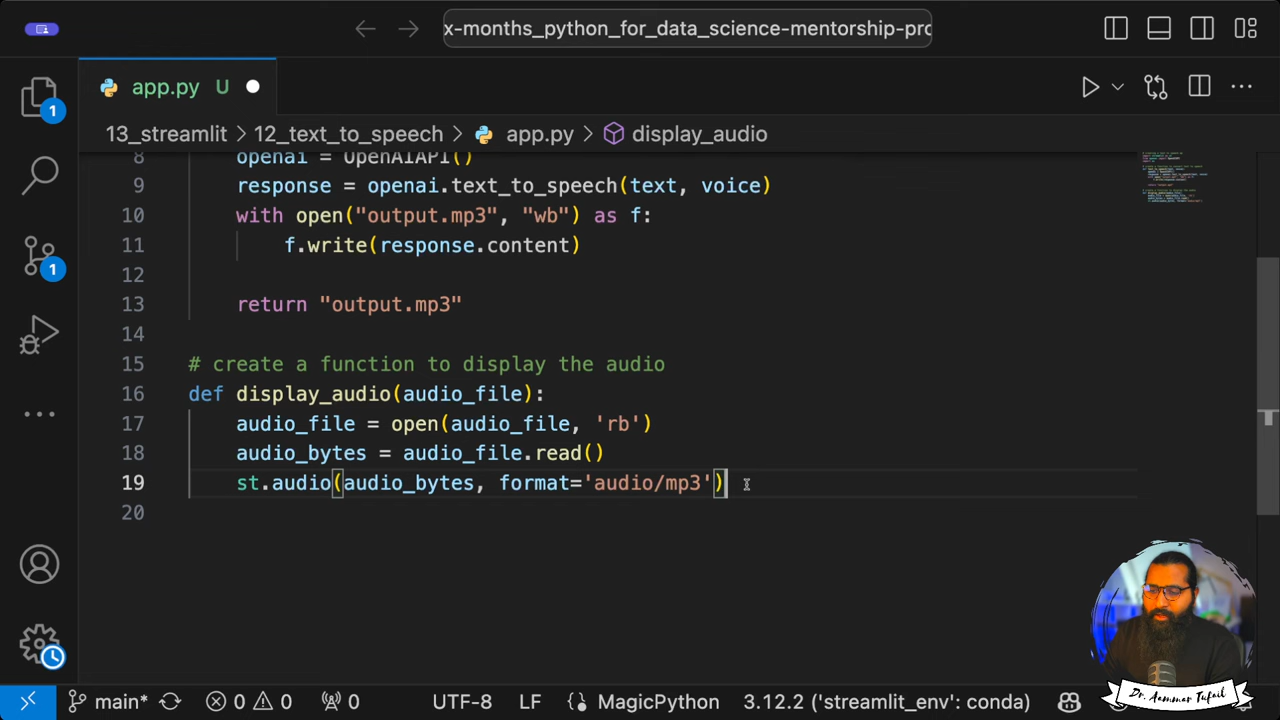 x-months_python_for_data_science-mentorship-pro
app.py U
1
13_streamlit > 12_text_to_speech > app.py > display_audio
8 openai = OpenAIAPI()
9 response = openai.text_to_speech(text, voice)
10 with open("output.mp3", "wb") as f:
11 f.write(response.content)
12
13 return "output.mp3"
14
15 # create a function to display the audio
16 def display_audio(audio_file):
17 audio_file = open(audio_file, 'rb')
18 audio_bytes = audio_file.read()
19 st.audio(audio_bytes, format='audio/mp3')
20
1
main* 0 0 0 UTF-8 LF MagicPython 3.12.2 ('streamlit_env': conda)
Dr. Aammar Tufail